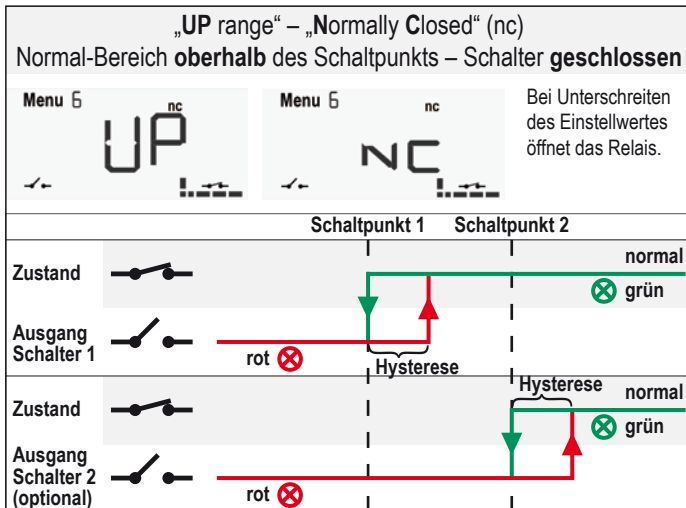 „UP range“ – „Normally Closed“ (nc)
Normal-Bereich oberhalb des Schaltpunkts – Schalter geschlossen
Menu 6
nc
UP
Menu 6
nc
NC
Bei Unterschreiten
des Einstellwertes
öffnet das Relais.
Schaltpunkt 1
Schaltpunkt 2
Zustand
normal
grün
Ausgang
Schalter 1
rot
Hysterese
Zustand
Hysterese
normal
grün
Ausgang
Schalter 2
(optional)
rot